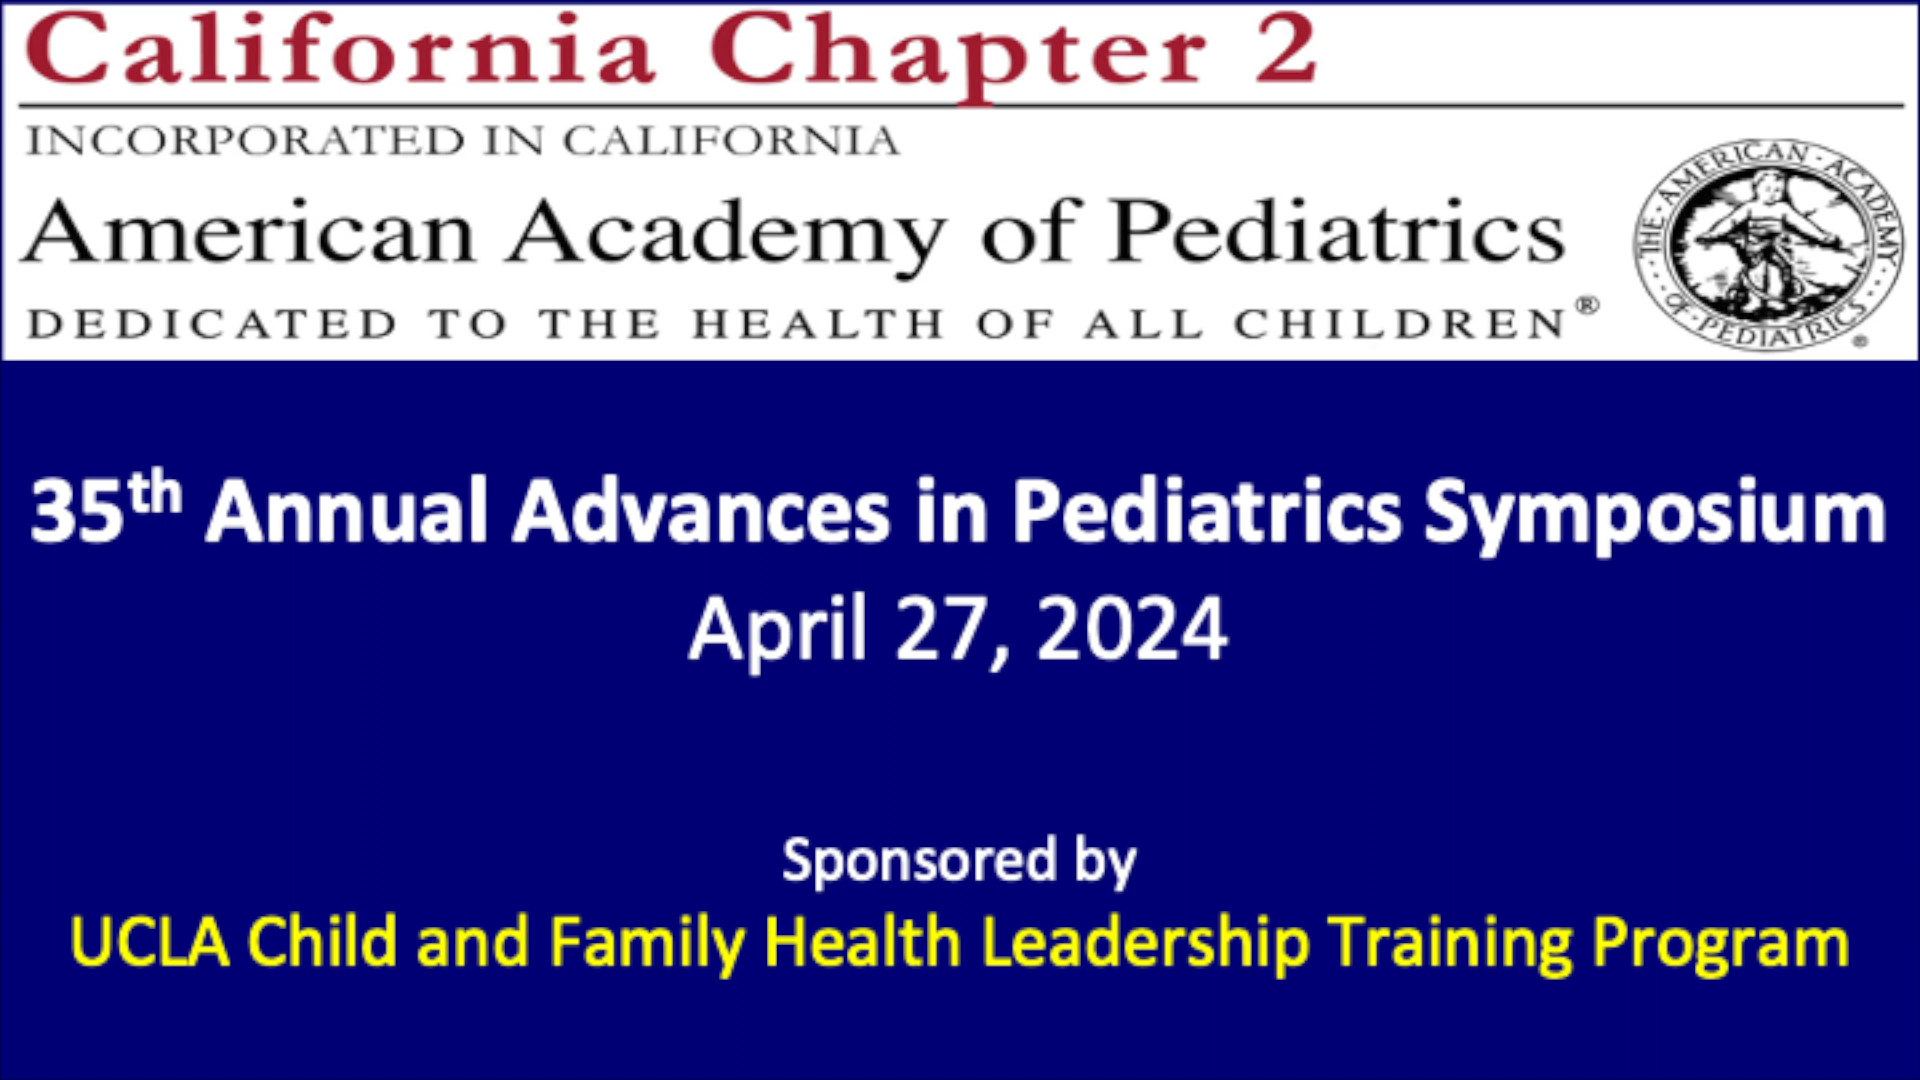 California Chapter 2
INCORPORATED IN CALIFORNIA
American Academy of Pediatrics
DEDICATED TO THE HEALTH OF ALL CHILDREN®
THE · AMERICAN · ACADEMY
OF · PEDIATRICS ®
35th Annual Advances in Pediatrics Symposium
April 27, 2024
Sponsored by
UCLA Child and Family Health Leadership Training Program